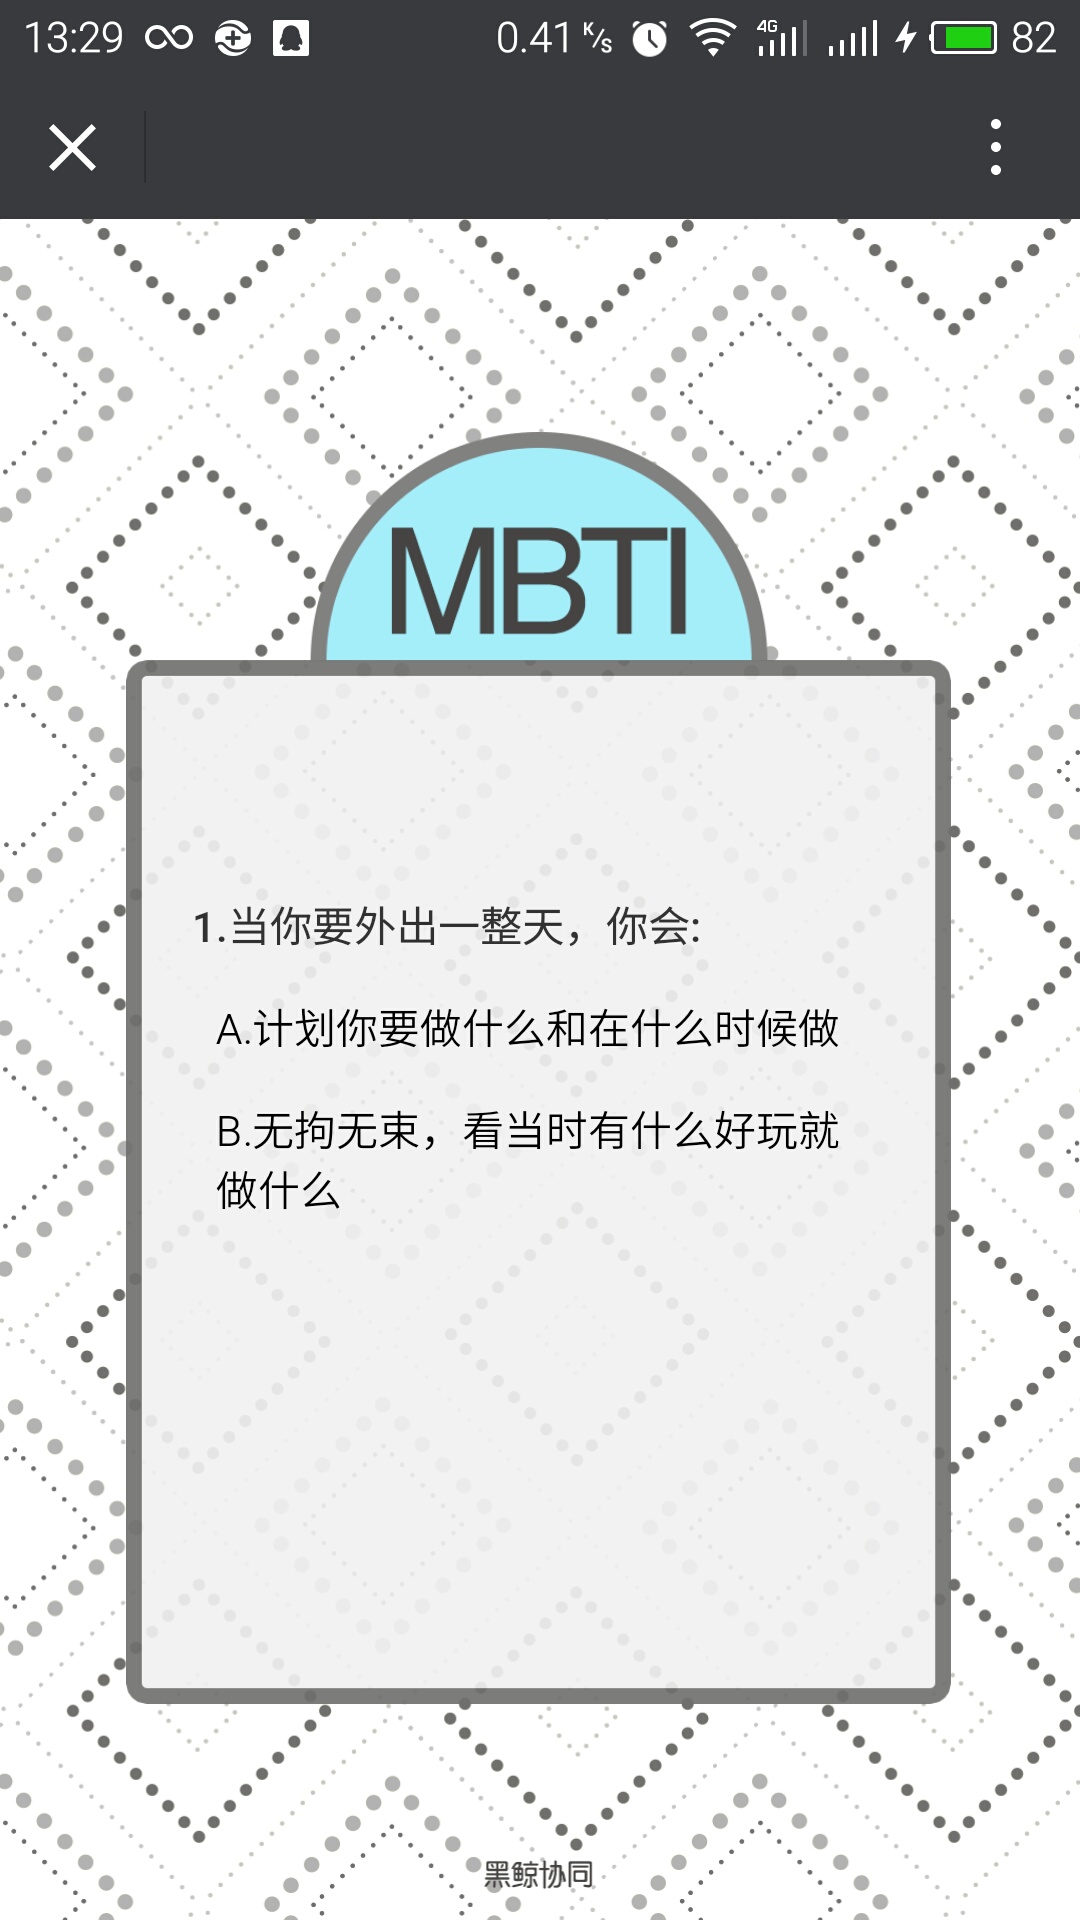 13:29 0.41 K/s 4G 82
MBTI
1.当你要外出一整天，你会:
A.计划你要做什么和在什么时候做
B.无拘无束，看当时有什么好玩就
做什么
黑鲸协同